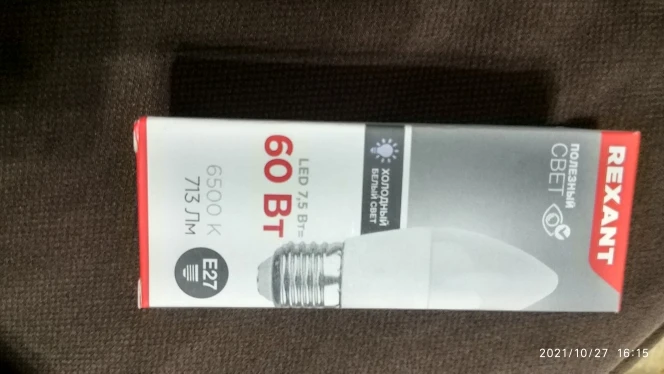 REXANT
ПОЛЕЗНЫЙ
СВЕТ
ХОЛОДНЫЙ
БЕЛЫЙ СВЕТ
LED 7,5 Вт=
60 Вт
6500 К
713 ЛМ
E27
2021/10/27 16:15